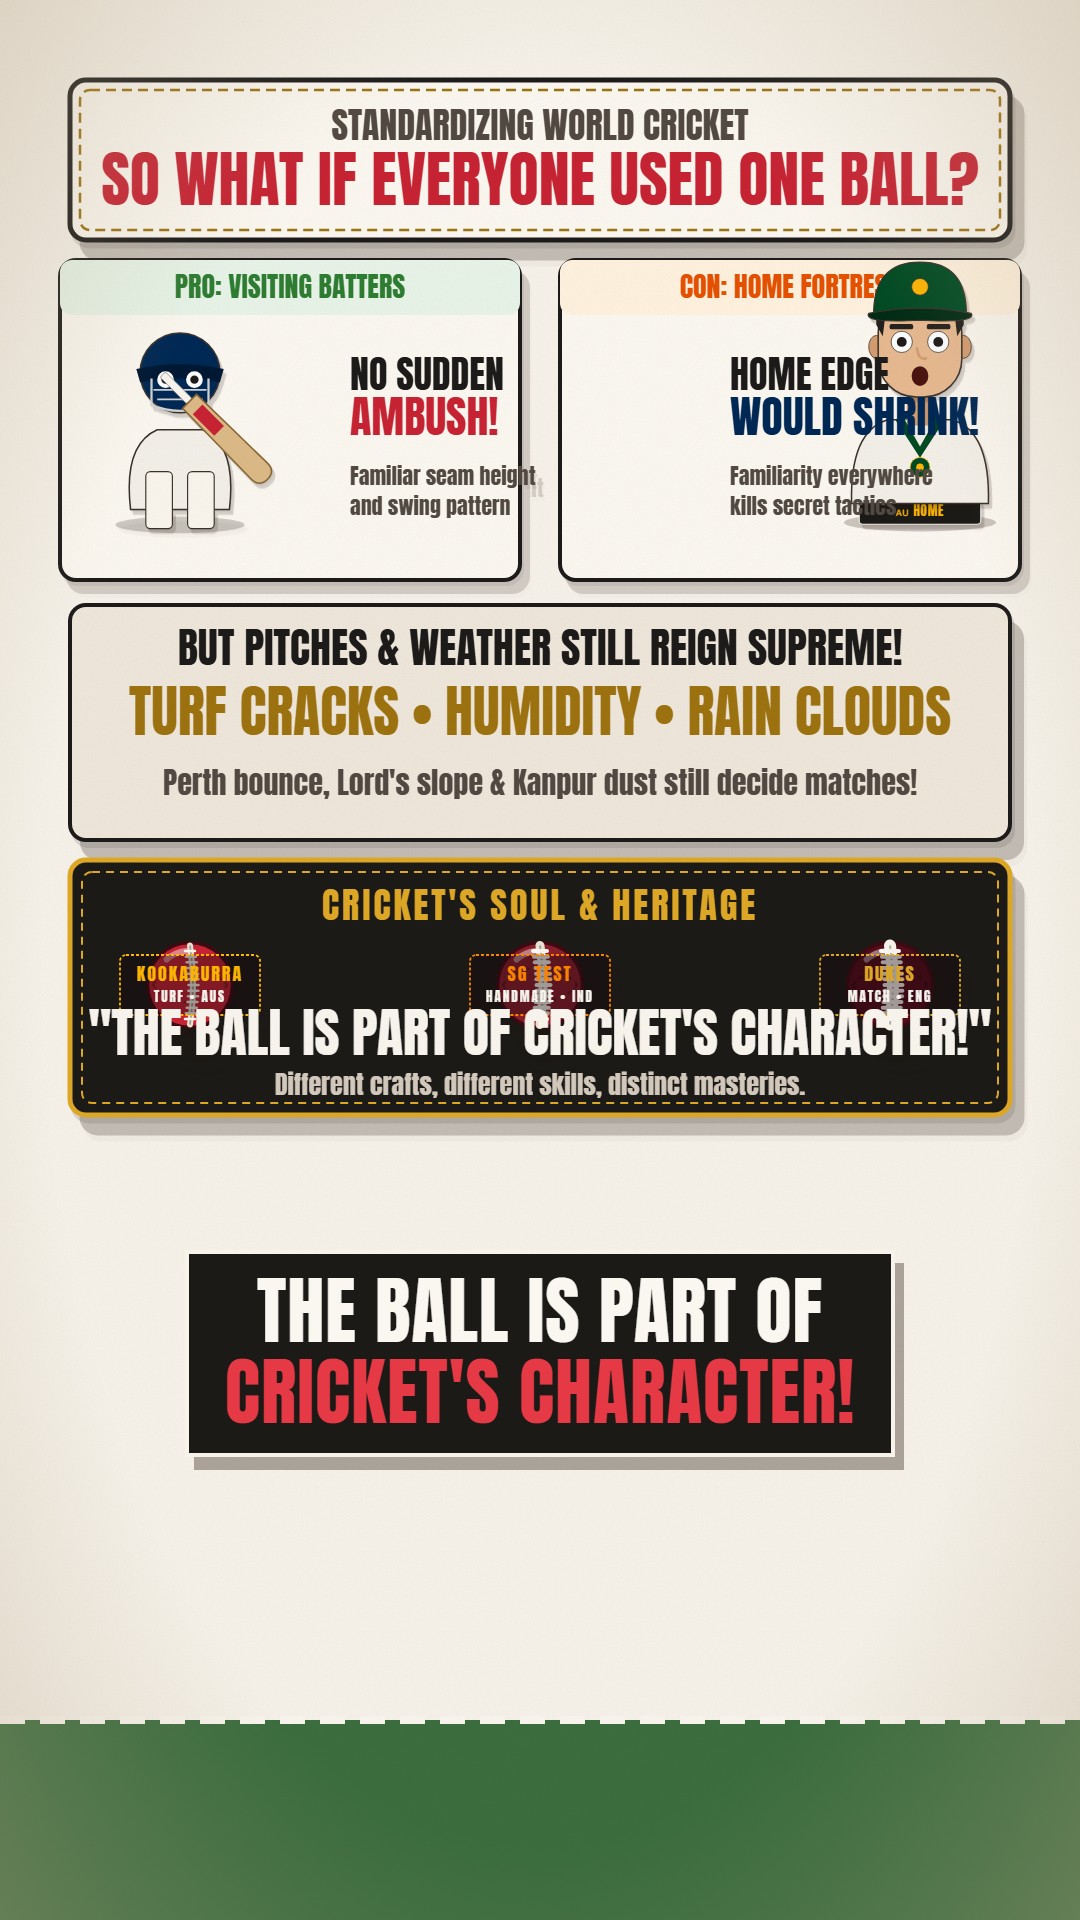 STANDARDIZING WORLD CRICKET
SO WHAT IF EVERYONE USED ONE BALL?
PRO: VISITING BATTERS
NO SUDDEN
AMBUSH!
Familiar seam height
and swing pattern
CON: HOME FORTRES
HOME EDGE
WOULD SHRINK!
Familiarity everywhere
kills secret tactics
AU HOME
BUT PITCHES & WEATHER STILL REIGN SUPREME!
TURF CRACKS • HUMIDITY • RAIN CLOUDS
Perth bounce, Lord's slope & Kanpur dust still decide matches!
CRICKET'S SOUL & HERITAGE
KOOKABURRA
TURF • AUS
SG TEST
HANDMADE • IND
DUKES
MATCH • ENG
"THE BALL IS PART OF CRICKET'S CHARACTER!"
Different crafts, different skills, distinct masteries.
THE BALL IS PART OF
CRICKET'S CHARACTER!